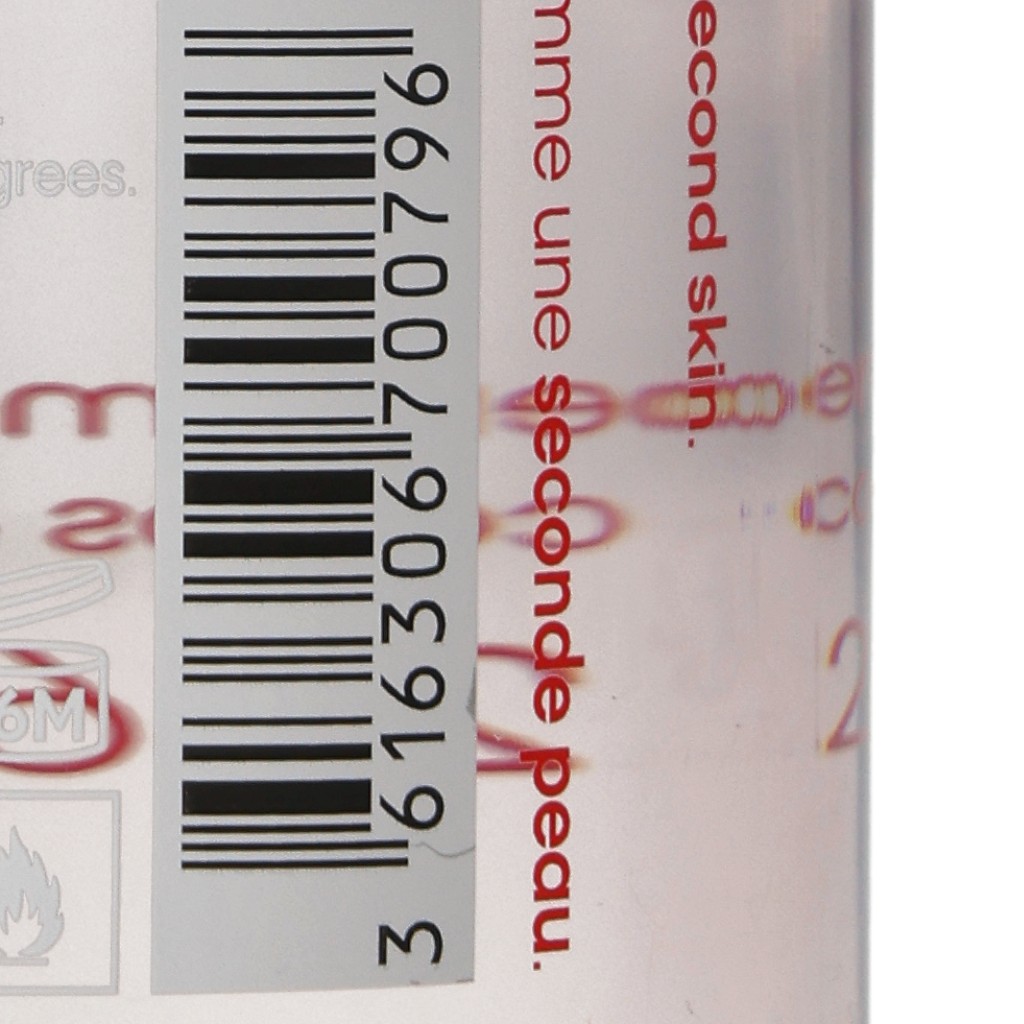 grees.
6M
3 616306 700796
mme une seconde peau.
econd skin.